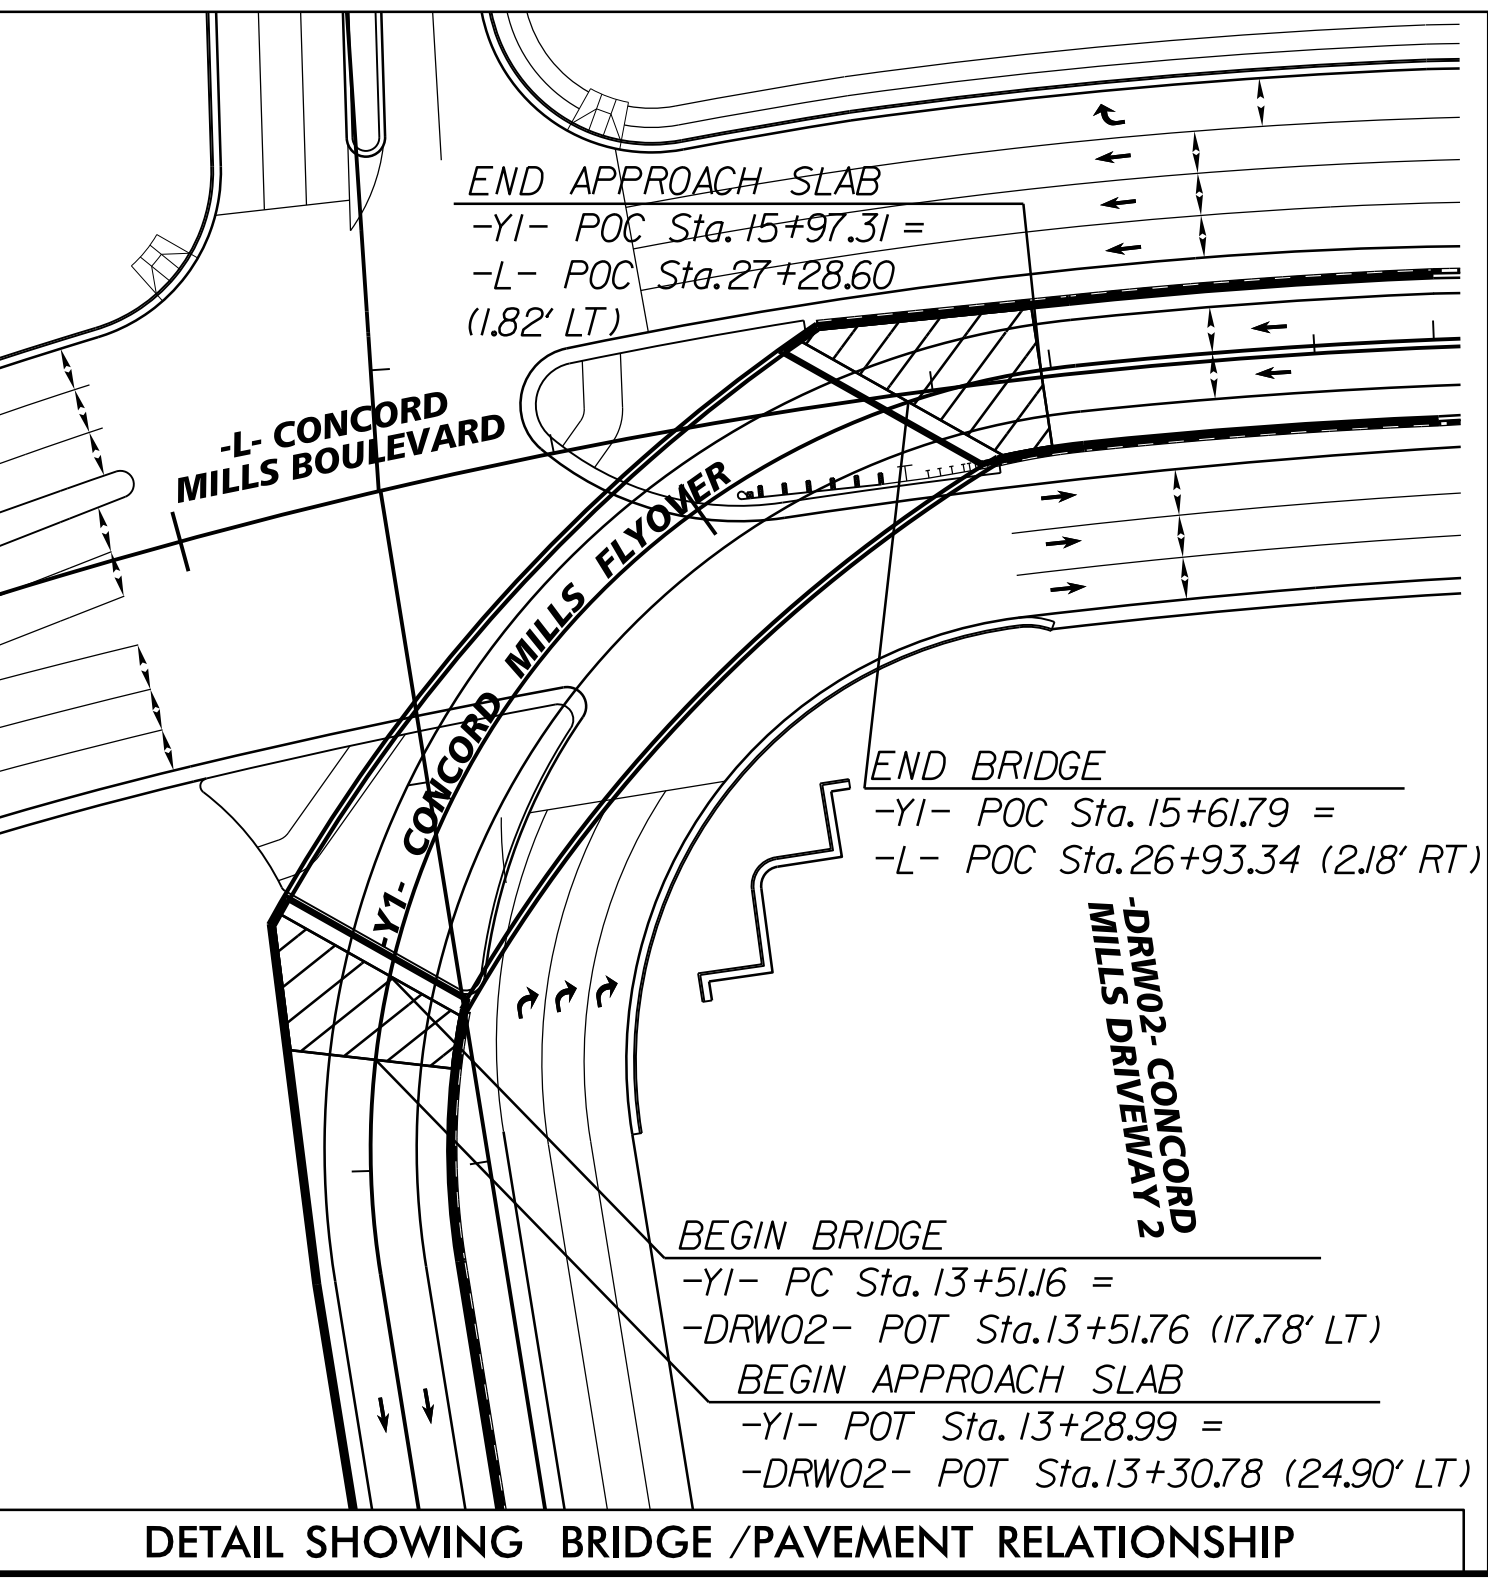 END APPROACH SLAB
-Y1- POC Sta. 15+97.31 =
-L- POC Sta. 27+28.60
(1.82' LT)
-L- CONCORD
MILLS BOULEVARD
-Y1- CONCORD MILLS FLYOVER
END BRIDGE
-Y1- POC Sta. 15+61.79 =
-L- POC Sta. 26+93.34 (2.18' RT)
-DRW02- CONCORD
MILLS DRIVEWAY 2
BEGIN BRIDGE
-Y1- PC Sta. 13+51.16 =
-DRW02- POT Sta. 13+51.76 (17.78' LT)
BEGIN APPROACH SLAB
-Y1- POT Sta. 13+28.99 =
-DRW02- POT Sta. 13+30.78 (24.90' LT)
DETAIL SHOWING BRIDGE /PAVEMENT RELATIONSHIP